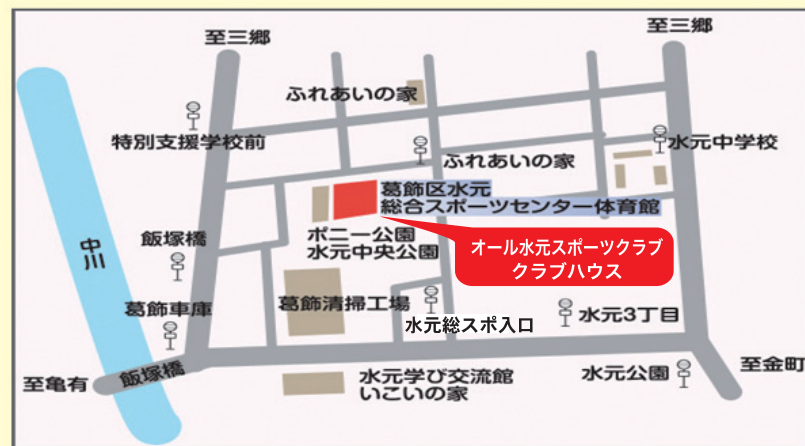 至三郷
至三郷
ふれあいの家
特別支援学校前
水元中学校
ふれあいの家
葛飾区水元
総合スポーツセンター体育館
ポニー公園
水元中央公園
オール水元スポーツクラブ
クラブハウス
中川
飯塚橋
葛飾車庫
葛飾清掃工場
水元総スポ入口
水元3丁目
至亀有
飯塚橋
水元学び交流館
いこいの家
水元公園
至金町